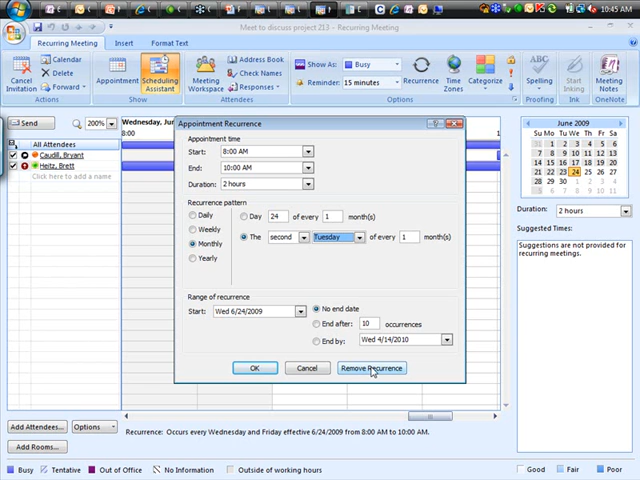 10:45 AM
Meet to discuss project 213 - Recurring Meeting
Recurring Meeting Insert Format Text
Cancel Invitation
Calendar
Delete
Forward
Actions
Appointment
Scheduling Assistant
Show
Meeting Workspace
Address Book
Check Names
Responses
Attendees
Show As: Busy
Reminder: 15 minutes
Recurrence
Time Zones
Categorize
Options
Spelling
Proofing
Start Inking
Ink
Meeting Notes
OneNote
Send
200%
Wednesday, Ju
8:00
All Attendees
Caudill, Bryant
Heitz, Brett
Click here to add a name
Appointment Recurrence
Appointment time
Start: 8:00 AM
End: 10:00 AM
Duration: 2 hours
Recurrence pattern
Daily
Weekly
Monthly
Yearly
Day 24 of every 1 month(s)
The second Tuesday of every 1 month(s)
Range of recurrence
Start: Wed 6/24/2009
No end date
End after: 10 occurrences
End by: Wed 4/14/2010
OK Cancel Remove Recurrence
June 2009
Su Mo Tu We Th Fr Sa
31 1 2 3 4 5 6
7 8 9 10 11 12 13
14 15 16 17 18 19 20
21 22 23 24 25 26 27
28 29 30 1 2 3 4
Duration: 2 hours
Suggested Times:
Suggestions are not provided for
recurring meetings.
Add Attendees... Options
Add Rooms...
Recurrence: Occurs every Wednesday and Friday effective 6/24/2009 from 8:00 AM to 10:00 AM.
Busy Tentative Out of Office No Information Outside of working hours
Good Fair Poor